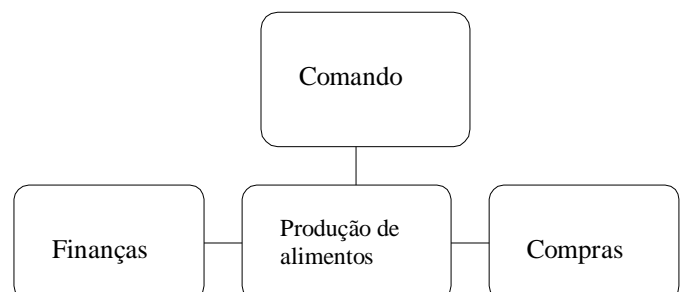 Comando
Finanças
Produção de
alimentos
Compras